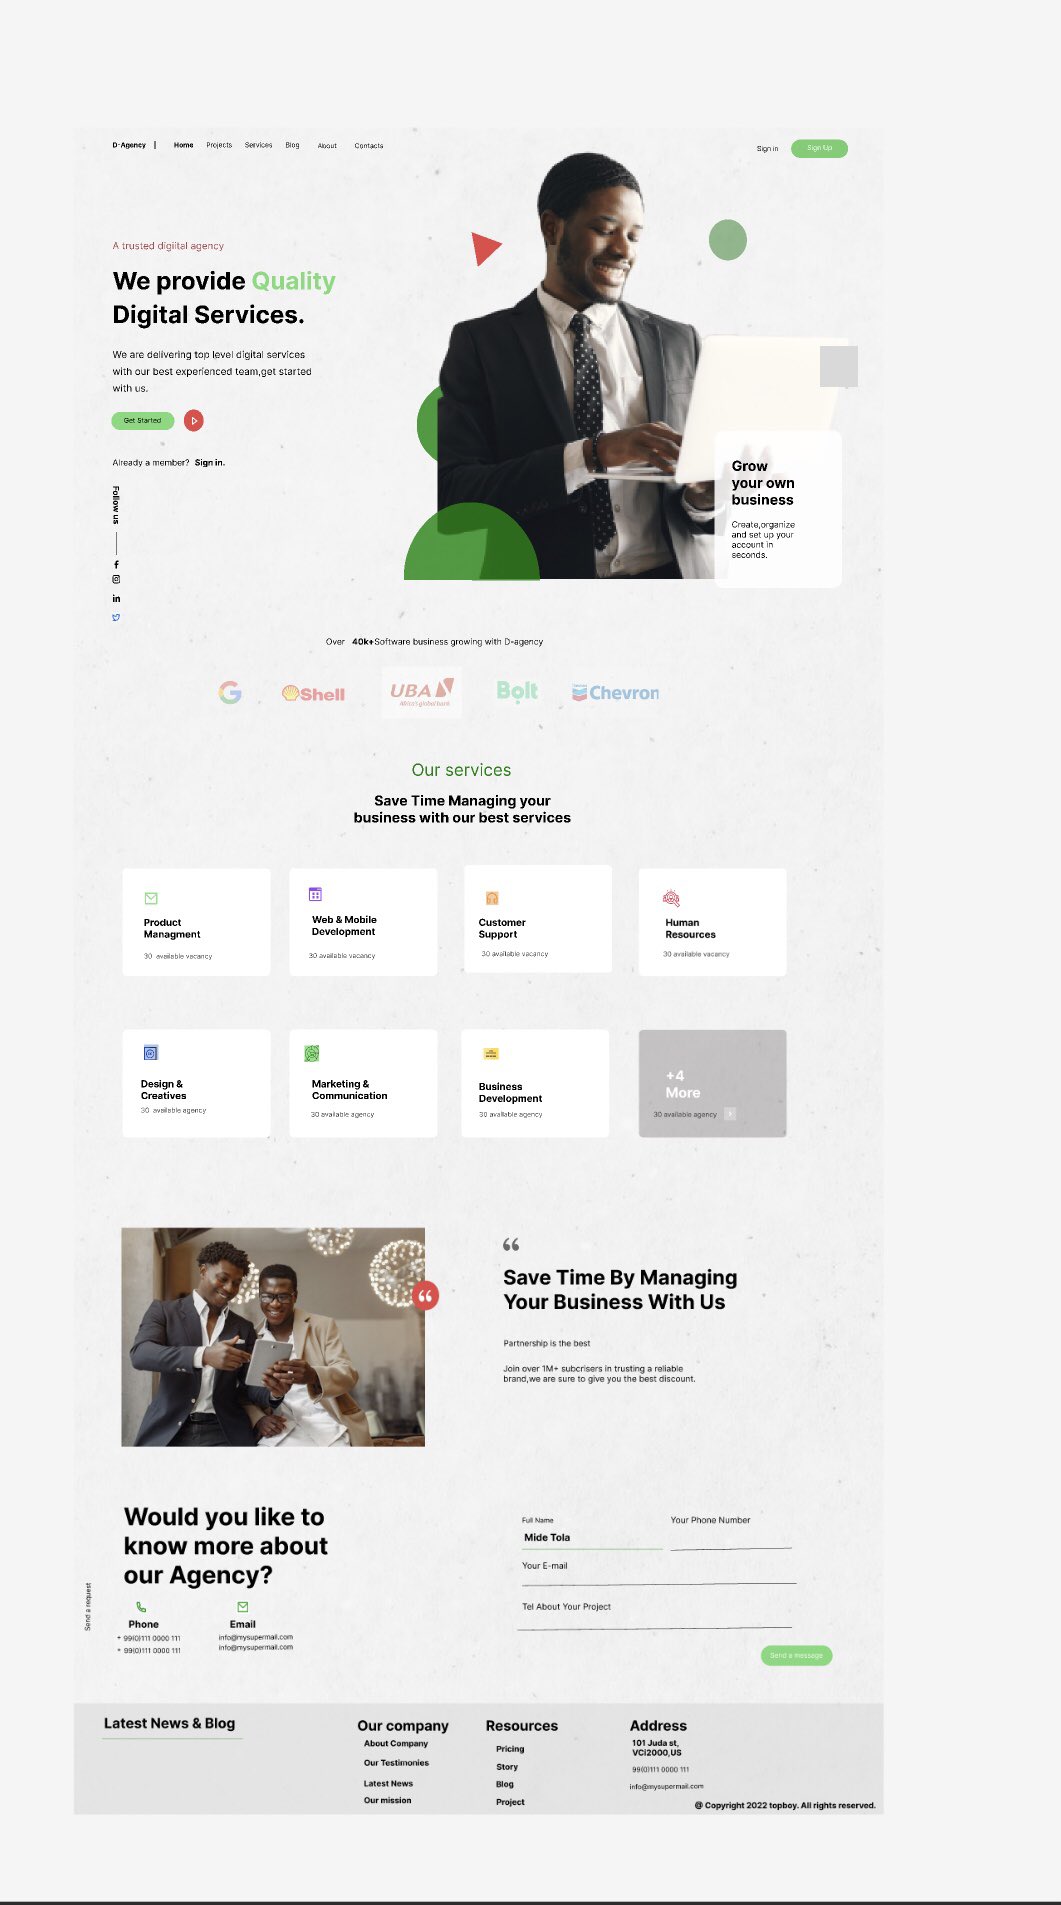 D-Agency | Home Projects Services Blog About Contacts
Sign in Sign Up
A trusted digiital agency
We provide Quality
Digital Services.
We are delivering top level digital services
with our best experienced team,get started
with us.
Get Started
Already a member? Sign in.
Follow us
Grow
your own
business
Create,organize
and set up your
account in
seconds.
Over 40k+Software business growing with D-agency
G
Shell
UBA
Africa's global bank
Bolt
Chevron
Our services
Save Time Managing your
business with our best services
Product
Managment
30 available vacancy
Web & Mobile
Development
30 available vacancy
Customer
Support
30 available vacancy
Human
Resources
30 available vacancy
Design &
Creatives
30 available agency
Marketing &
Communication
30 available agency
Business
Development
30 available agency
+4
More
30 available agency
Save Time By Managing
Your Business With Us
Partnership is the best
Join over 1M+ subcrisers in trusting a reliable
brand,we are sure to give you the best discount.
Would you like to
know more about
our Agency?
Send a request
Phone
+ 99(0)111 0000 111
+ 99(0)111 0000 111
Email
info@mysupermail.com
info@mysupermail.com
Full Name
Mide Tola
Your Phone Number
Your E-mail
Tel About Your Project
Send a message
Latest News & Blog
Our company
About Company
Our Testimonies
Latest News
Our mission
Resources
Pricing
Story
Blog
Project
Address
101 Juda st,
VCI2000,US
99(0)111 0000 111
info@mysupermail.com
@ Copyright 2022 topboy. All rights reserved.